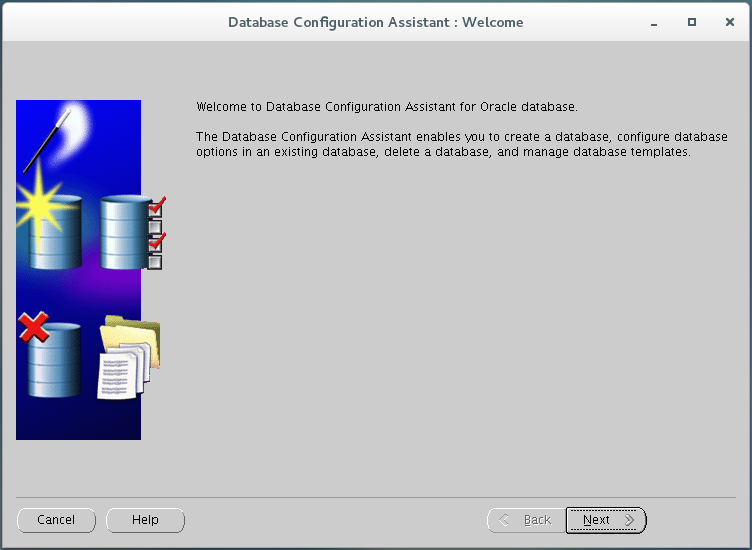 Database Configuration Assistant : Welcome
Welcome to Database Configuration Assistant for Oracle database.
The Database Configuration Assistant enables you to create a database, configure database
options in an existing database, delete a database, and manage database templates.
Cancel
Help
Back
Next